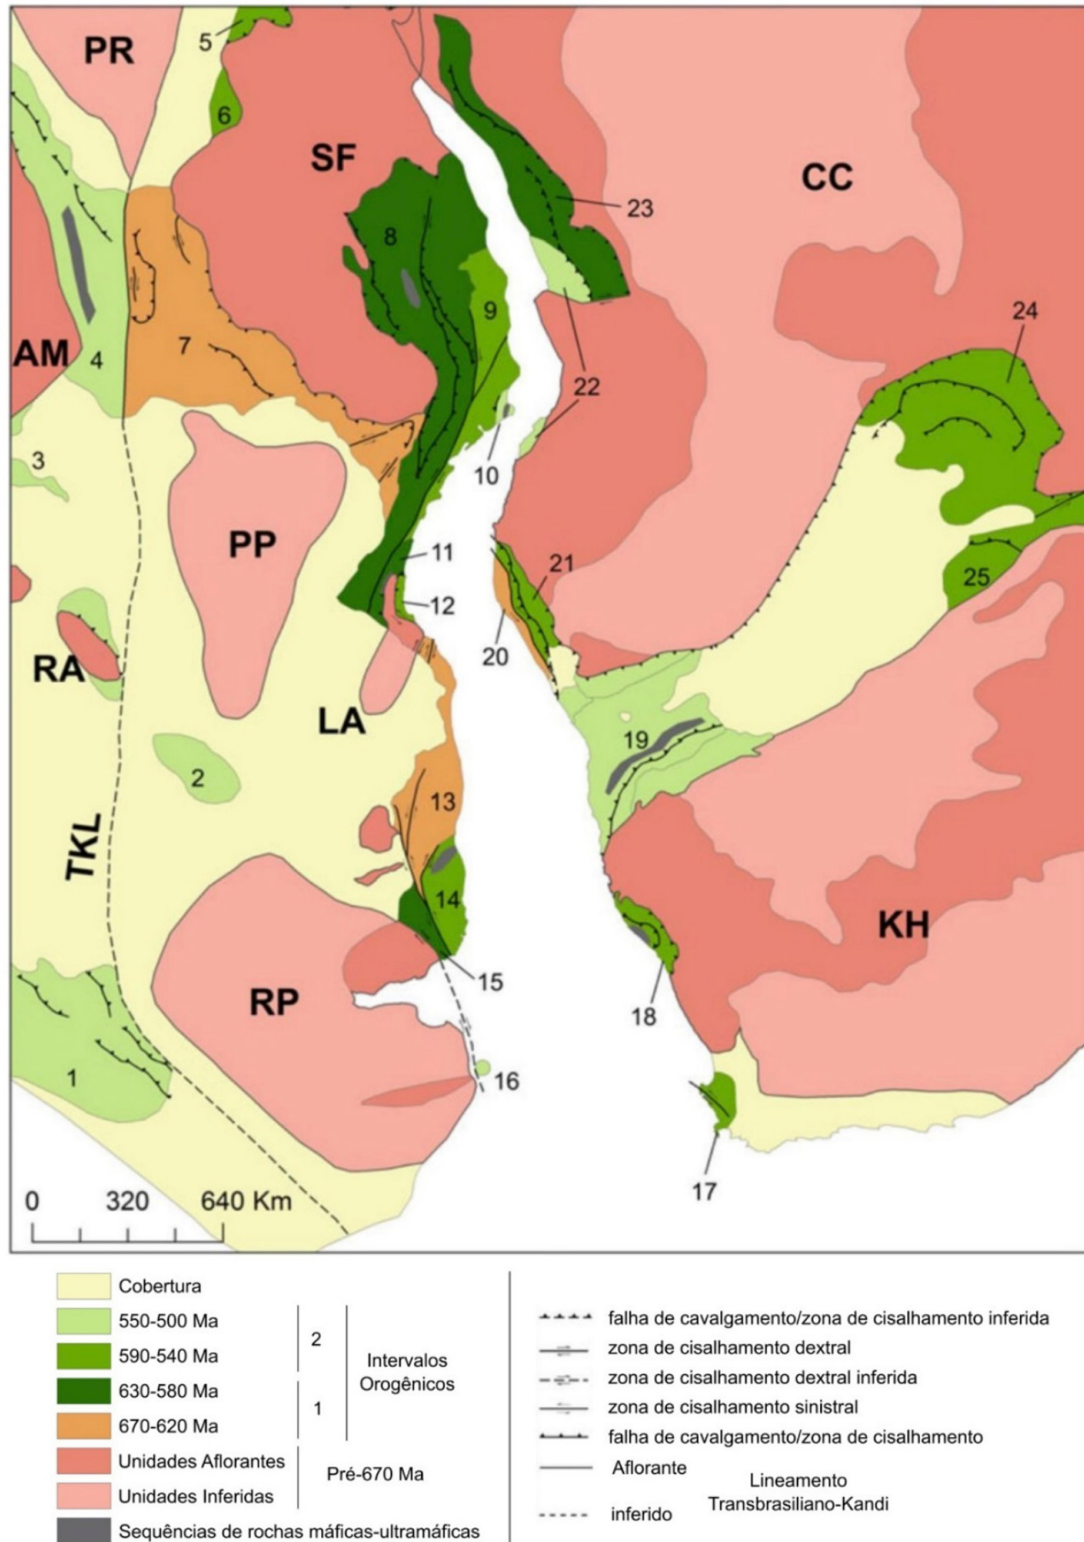 PR
5
6
SF
CC
23
8
9
24
7
AM
4
22
3
10
PP
11
21
25
12
20
RA
LA
19
2
13
TKL
14
KH
15
RP
18
1
16
17
0 320 640 Km
Cobertura
550-500 Ma
590-540 Ma
2
630-580 Ma
670-620 Ma
1
Intervalos
Orogênicos
Unidades Aflorantes
Unidades Inferidas
Pré-670 Ma
Sequências de rochas máficas-ultramáficas
falha de cavalgamento/zona de cisalhamento inferida
zona de cisalhamento dextral
zona de cisalhamento dextral inferida
zona de cisalhamento sinistral
falha de cavalgamento/zona de cisalhamento
Aflorante
inferido
Lineamento
Transbrasiliano-Kandi